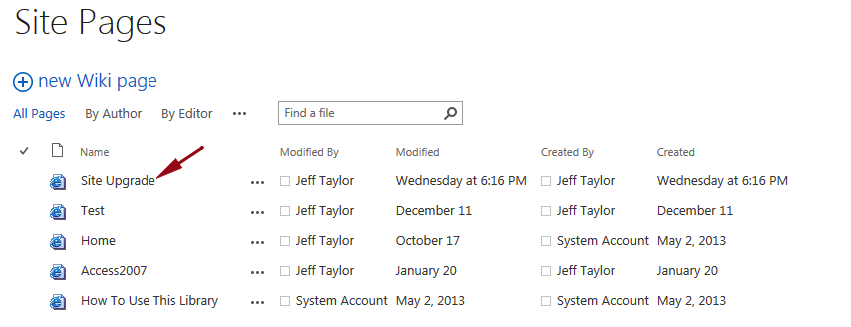 Site Pages
new Wiki page
All Pages By Author By Editor ••• Find a file
Name Modified By Modified Created By Created
Site Upgrade ••• Jeff Taylor Wednesday at 6:16 PM Jeff Taylor Wednesday at 6:16 PM
Test ••• Jeff Taylor December 11 Jeff Taylor December 11
Home ••• Jeff Taylor October 17 System Account May 2, 2013
Access2007 ••• Jeff Taylor January 20 Jeff Taylor January 20
How To Use This Library ••• System Account May 2, 2013 System Account May 2, 2013